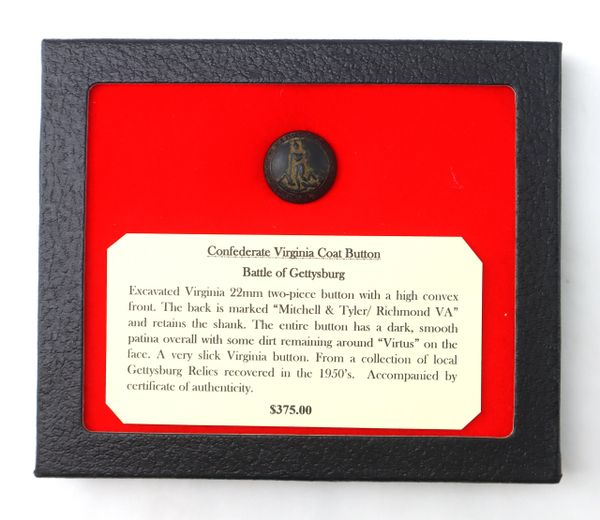 Confederate Virginia Coat Button
Battle of Gettysburg
Excavated Virginia 22mm two-piece button with a high convex
front. The back is marked “Mitchell & Tyler/ Richmond VA”
and retains the shank. The entire button has a dark, smooth
patina overall with some dirt remaining around “Virtus” on the
face. A very slick Virginia button. From a collection of local
Gettysburg Relics recovered in the 1950’s. Accompanied by
certificate of authenticity.
$375.00